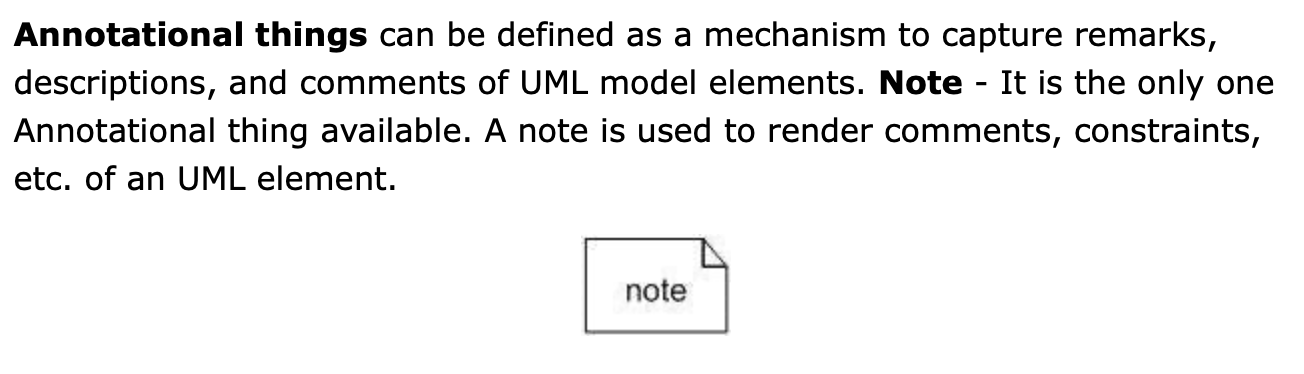 Annotational things can be defined as a mechanism to capture remarks,
descriptions, and comments of UML model elements. Note - It is the only one
Annotational thing available. A note is used to render comments, constraints,
etc. of an UML element.
note